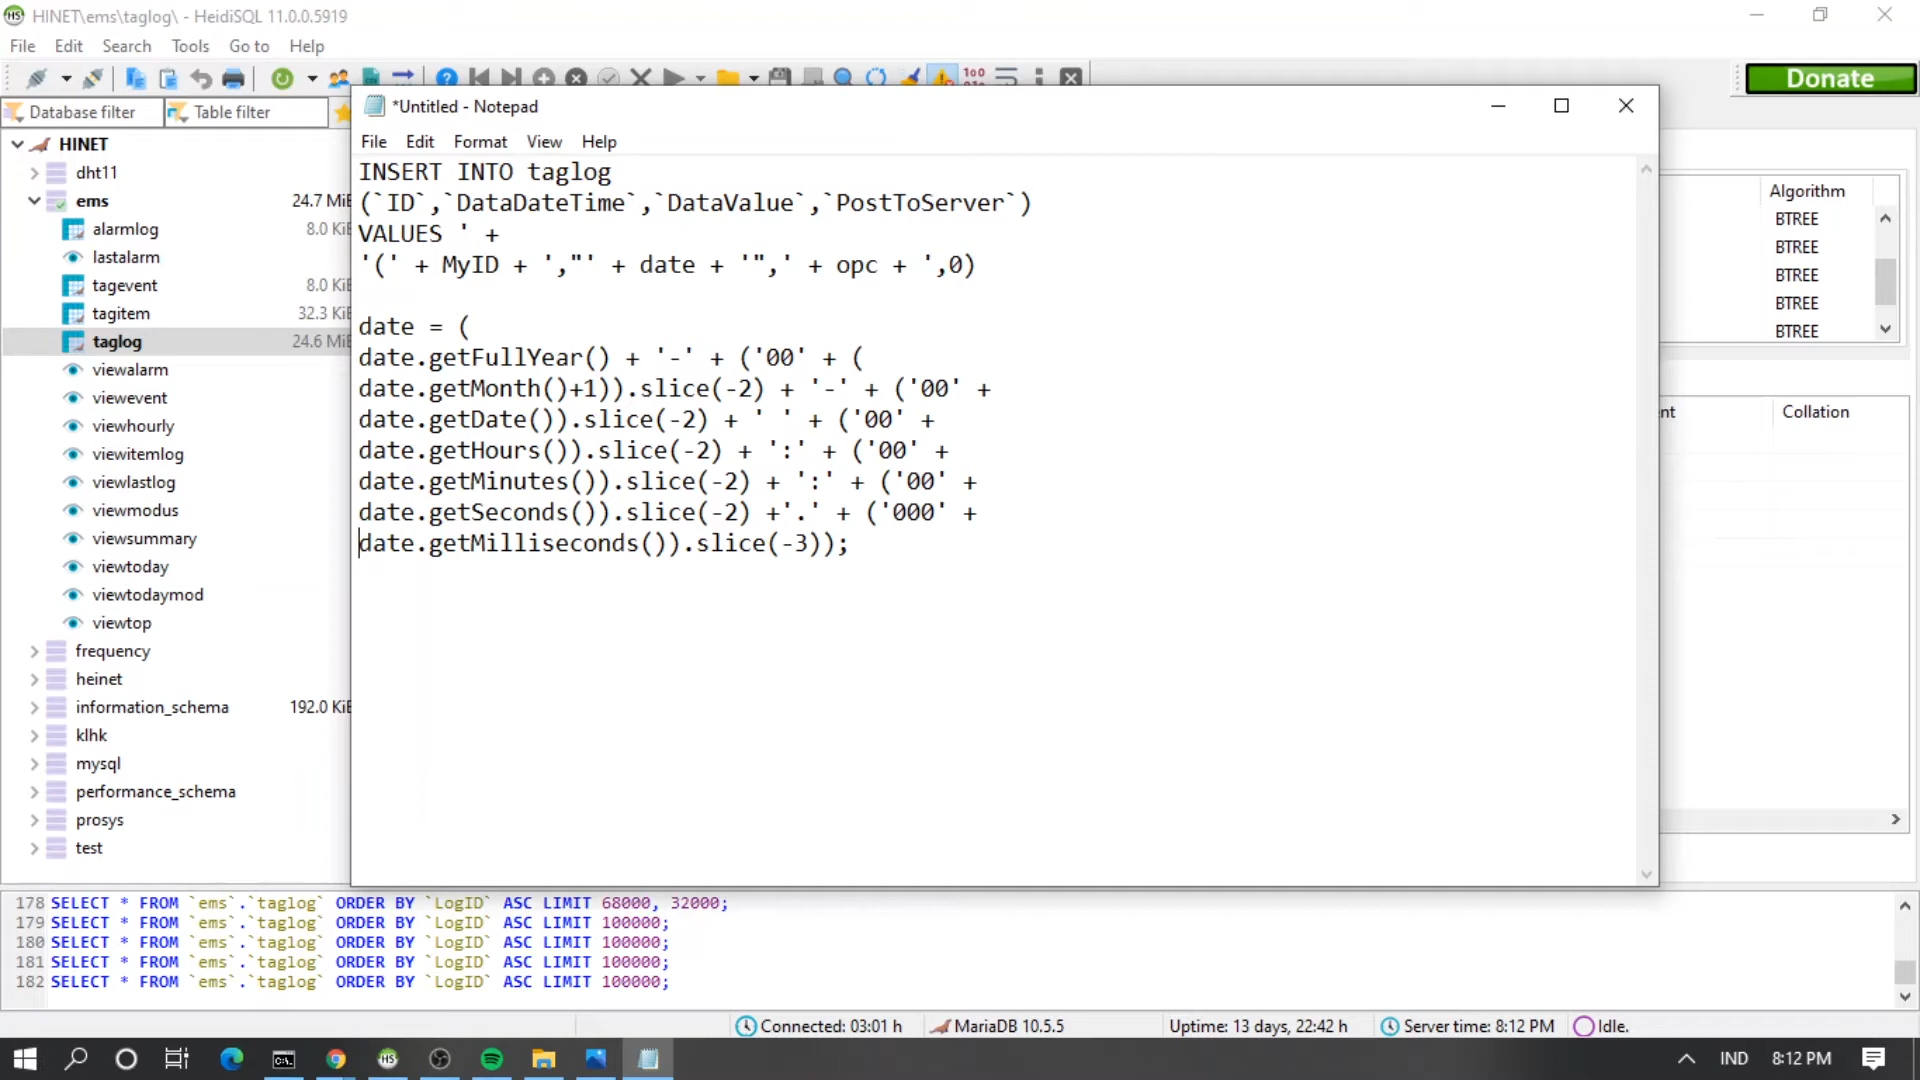 HINET\ems\taglog\ - HeidiSQL 11.0.0.5919
File Edit Search Tools Go to Help
Donate
Database filter
Table filter
HINET
dht11
ems 24.7 MiB
alarmlog 8.0 KiB
lastalarm
tagevent 8.0 KiB
tagitem 32.3 KiB
taglog 24.6 MiB
viewalarm
viewevent
viewhourly
viewitemlog
viewlastlog
viewmodus
viewsummary
viewtoday
viewtodaymod
viewtop
frequency
heinet
information_schema 192.0 KiB
klhk
mysql
performance_schema
prosys
test
*Untitled - Notepad
File Edit Format View Help
INSERT INTO taglog
(`ID`,`DataDateTime`,`DataValue`,`PostToServer`)
VALUES ' +
'(' + MyID + ',"' + date + '",' + opc + ',0)
date = (
date.getFullYear() + '-' + ('00' + (
date.getMonth()+1)).slice(-2) + '-' + ('00' +
date.getDate()).slice(-2) + ' ' + ('00' +
date.getHours()).slice(-2) + ':' + ('00' +
date.getMinutes()).slice(-2) + ':' + ('00' +
date.getSeconds()).slice(-2) +'.' + ('000' +
date.getMilliseconds()).slice(-3));
Algorithm
BTREE
BTREE
BTREE
BTREE
BTREE
nt Collation
178 SELECT * FROM `ems`.`taglog` ORDER BY `LogID` ASC LIMIT 68000, 32000;
179 SELECT * FROM `ems`.`taglog` ORDER BY `LogID` ASC LIMIT 100000;
180 SELECT * FROM `ems`.`taglog` ORDER BY `LogID` ASC LIMIT 100000;
181 SELECT * FROM `ems`.`taglog` ORDER BY `LogID` ASC LIMIT 100000;
182 SELECT * FROM `ems`.`taglog` ORDER BY `LogID` ASC LIMIT 100000;
Connected: 03:01 h MariaDB 10.5.5 Uptime: 13 days, 22:42 h Server time: 8:12 PM Idle.
IND 8:12 PM